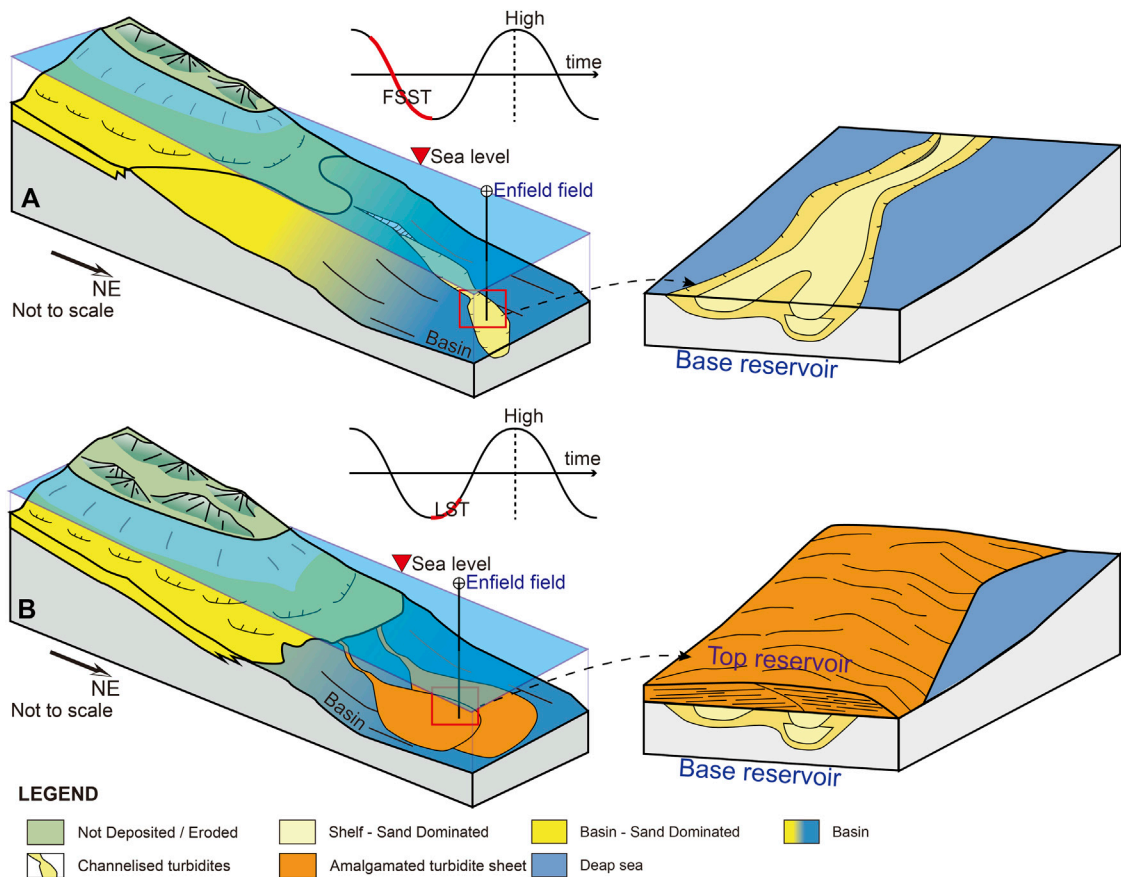 High
time
FSST
Sea level
Enfield field
A
NE
Not to scale
Basin
Base reservoir
High
time
LST
Sea level
Enfield field
B
NE
Not to scale
Basin
Top reservoir
Base reservoir
LEGEND
Not Deposited / Eroded
Shelf - Sand Dominated
Basin - Sand Dominated
Basin
Channelised turbidites
Amalgamated turbidite sheet
Deap sea